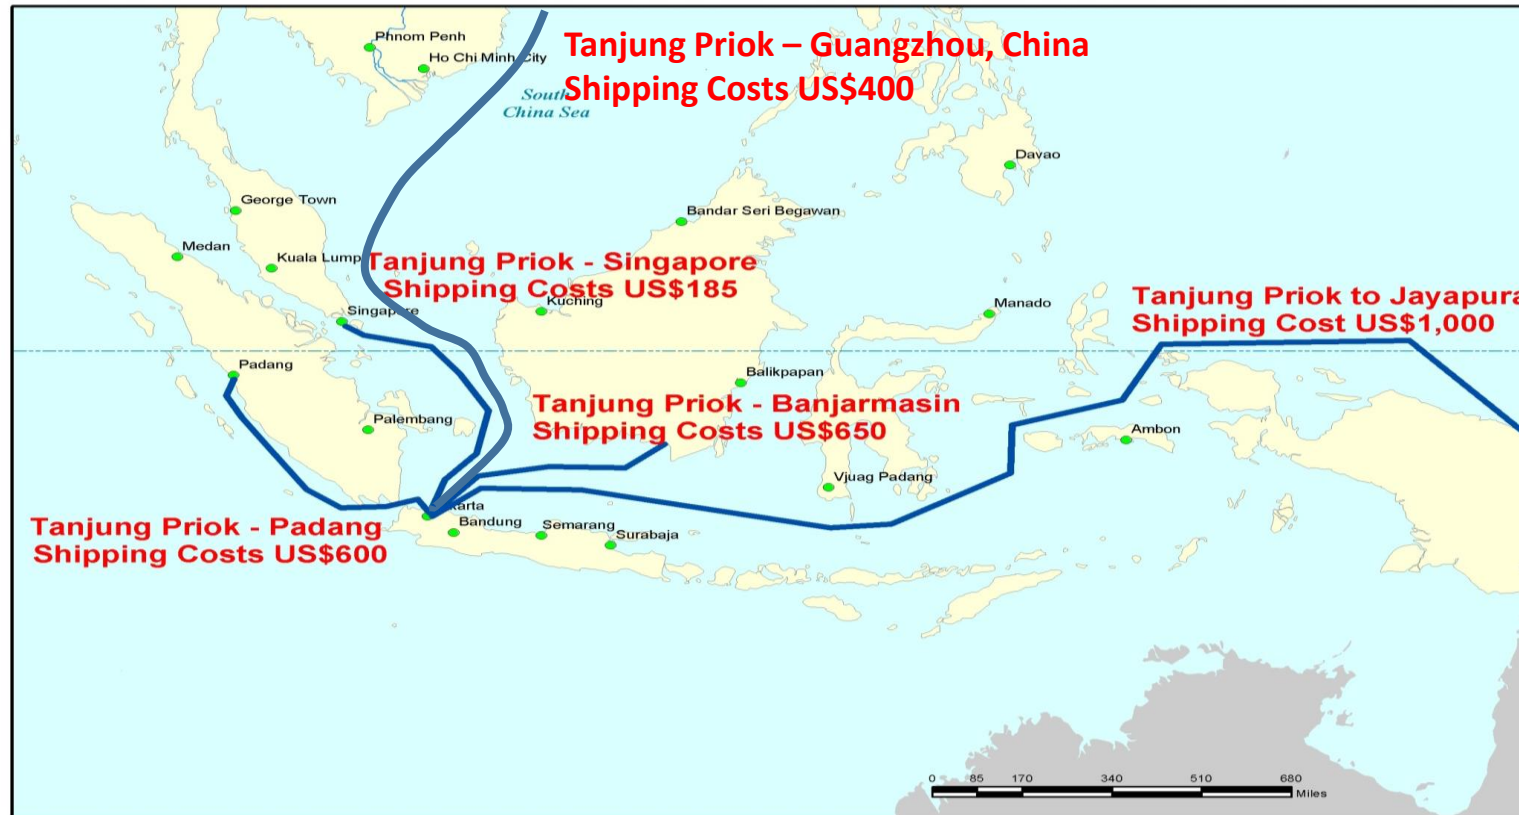 Tanjung Priok – Guangzhou, China
Shipping Costs US$400
Phnom Penh
Ho Chi Minh City
South
China Sea
Davao
George Town
Bandar Seri Begawan
Medan
Kuala Lump
Tanjung Priok - Singapore
Shipping Costs US$185
Kuching
Singapore
Manado
Tanjung Priok to Jayapura
Shipping Cost US$1,000
Padang
Balikpapan
Tanjung Priok - Banjarmasin
Shipping Costs US$650
Palembang
Ambon
Vjuag Padang
karta
Bandung
Semarang
Surabaja
Tanjung Priok - Padang
Shipping Costs US$600
0 85 170 340 510 680
Miles